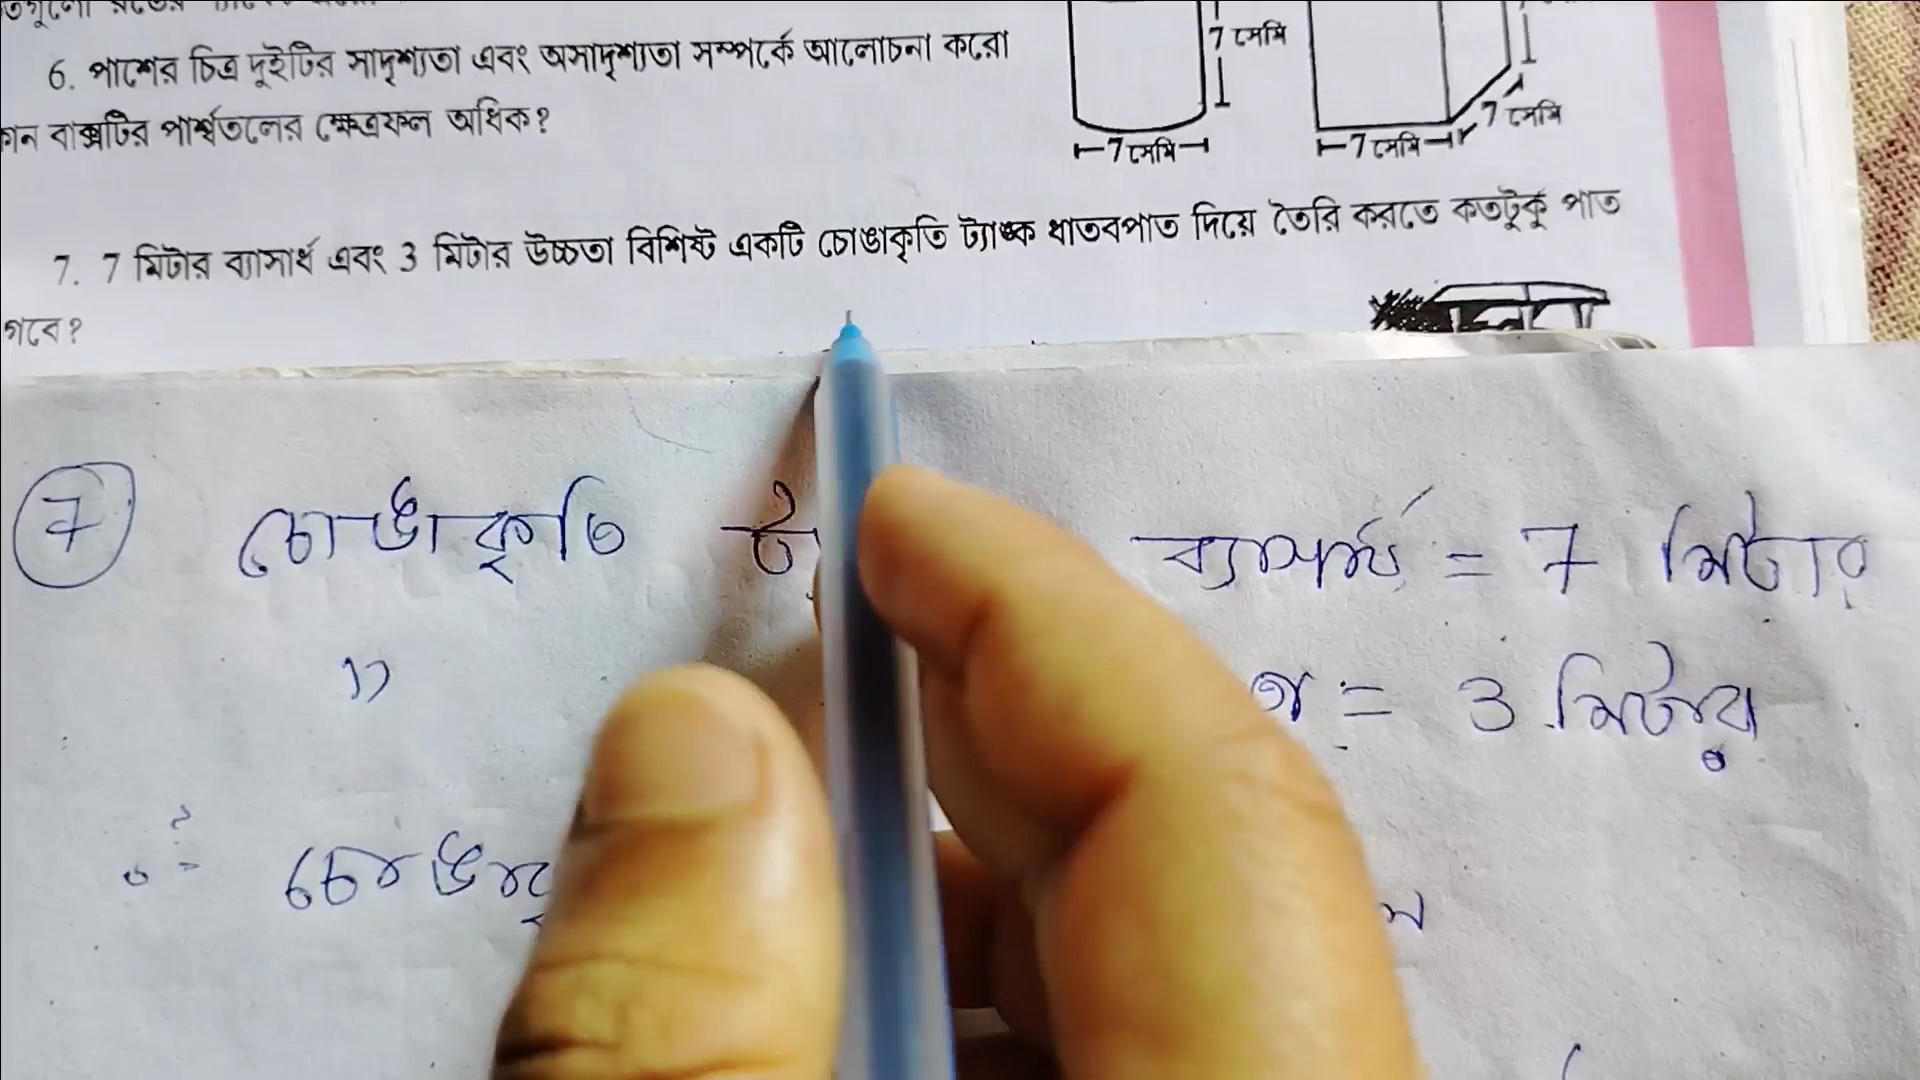 6. পাশের চিত্র দুইটির সাদৃশ্যতা এবং অসাদৃশ্যতা সম্পর্কে আলোচনা করো
বাক্সটির পার্শ্বতলের ক্ষেত্রফল অধিক?
7 সেমি
7 সেমি
7 সেমি
7 সেমি
7. 7 মিটার ব্যাসার্ধ এবং 3 মিটার উচ্চতা বিশিষ্ট একটি চোঙাকৃতি ট্যাঙ্ক ধাতবপাত দিয়ে তৈরি করতে কতটুকু পাত
গবে?
7 চোঙাকৃতি ব্যাসার্ধ = 7 মিটার
" = 3 মিটার
∴